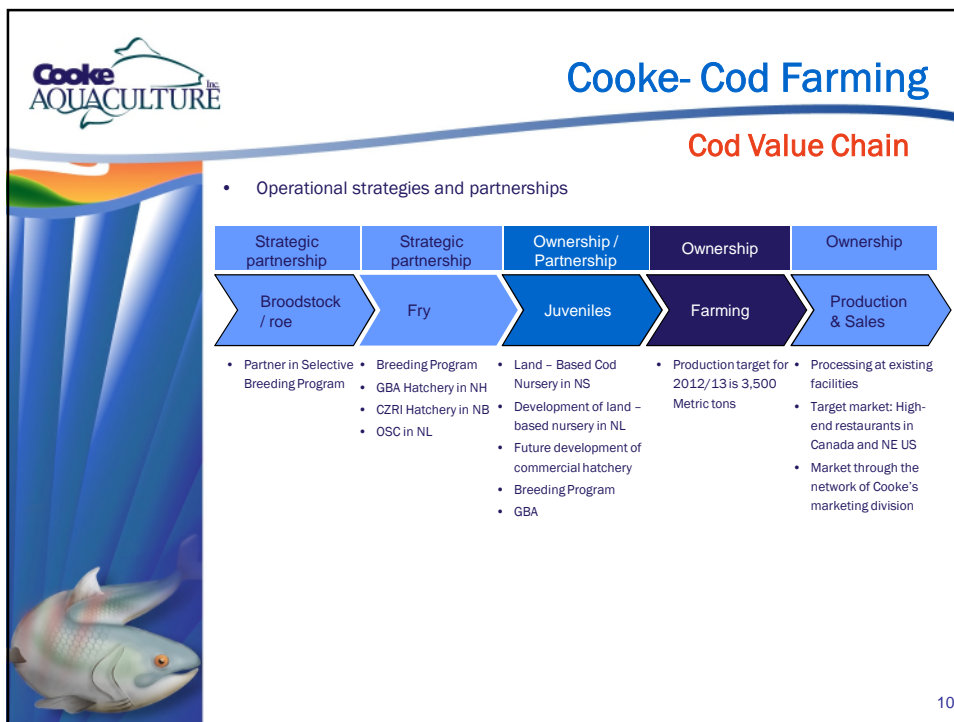 Cooke
AQUACULTURE Inc.
Cooke- Cod Farming
Cod Value Chain
• Operational strategies and partnerships
Strategic
partnership
Strategic
partnership
Ownership /
Partnership
Ownership
Ownership
Broodstock
/ roe
Fry
Juveniles
Farming
Production
& Sales
• Partner in Selective
Breeding Program
• Breeding Program
• GBA Hatchery in NH
• CZRI Hatchery in NB
• OSC in NL
• Land – Based Cod
Nursery in NS
• Development of land –
based nursery in NL
• Future development of
commercial hatchery
• Breeding Program
• GBA
• Production target for
2012/13 is 3,500
Metric tons
• Processing at existing
facilities
• Target market: High-
end restaurants in
Canada and NE US
• Market through the
network of Cooke's
marketing division
10